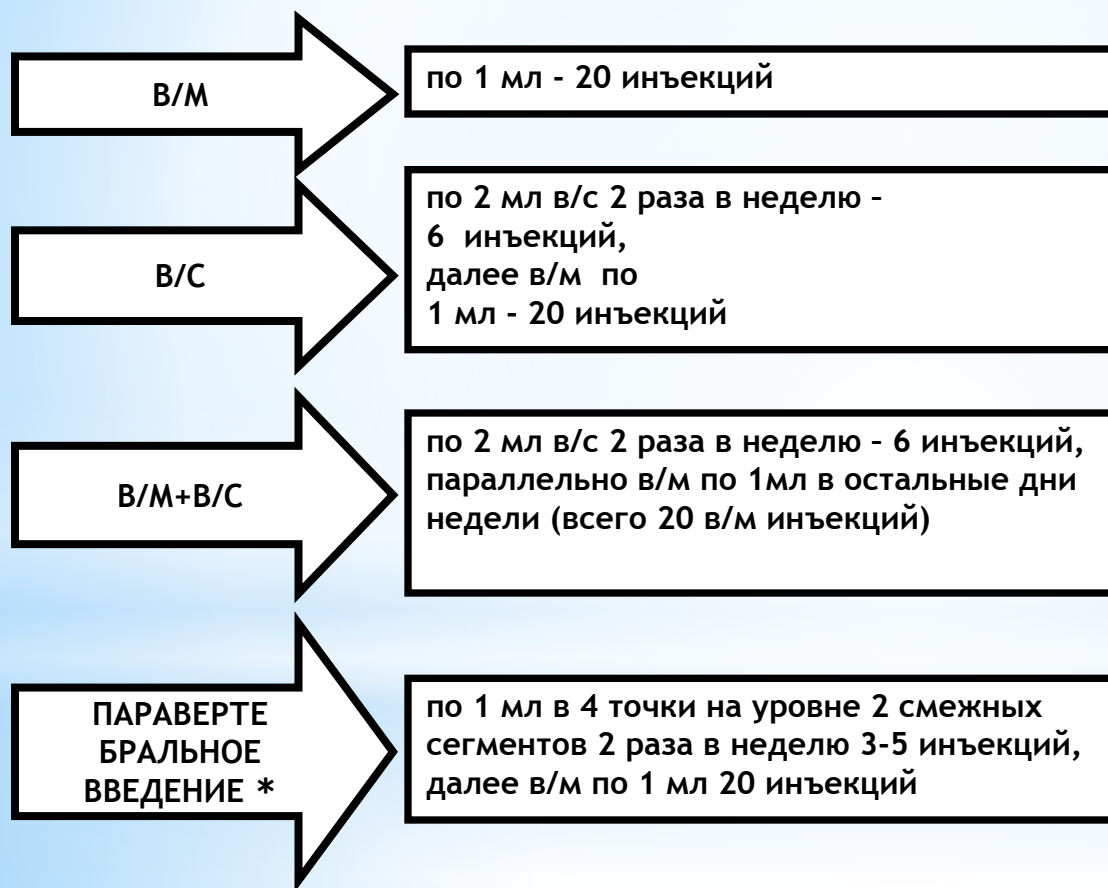 В/М
по 1 мл - 20 инъекций
В/С
по 2 мл в/с 2 раза в неделю –
6 инъекций,
далее в/м по
1 мл - 20 инъекций
В/М+В/С
по 2 мл в/с 2 раза в неделю – 6 инъекций,
параллельно в/м по 1мл в остальные дни
недели (всего 20 в/м инъекций)
ПАРАВЕРТЕ
БРАЛЬНОЕ
ВВЕДЕНИЕ *
по 1 мл в 4 точки на уровне 2 смежных
сегментов 2 раза в неделю 3-5 инъекций,
далее в/м по 1 мл 20 инъекций